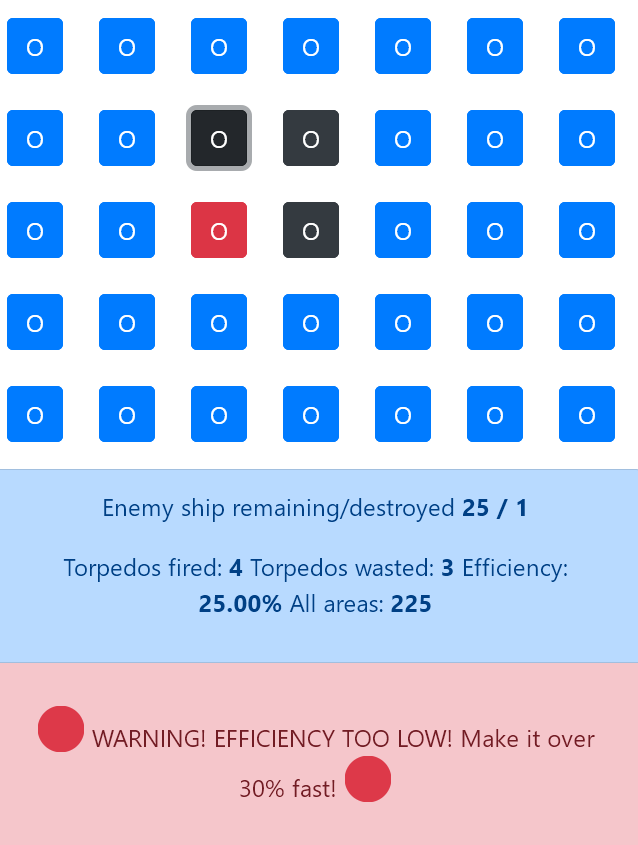 O O O O O O O
O O O O O O O
O O O O O O O
O O O O O O O
O O O O O O O
Enemy ship remaining/destroyed 25 / 1
Torpedos fired: 4 Torpedos wasted: 3 Efficiency:
25.00% All areas: 225
WARNING! EFFICIENCY TOO LOW! Make it over
30% fast!